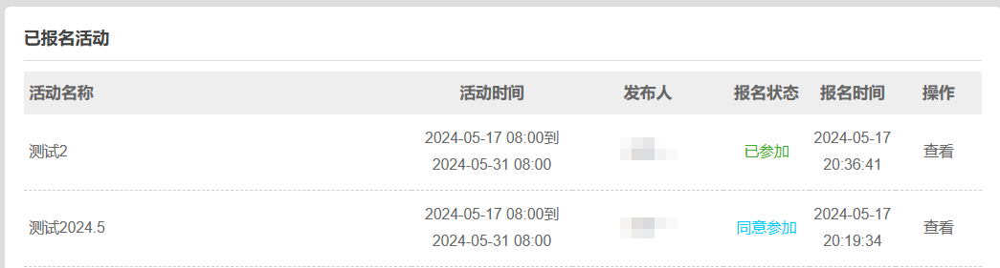 已报名活动
活动名称 活动时间 发布人 报名状态 报名时间 操作
测试2 2024-05-17 08:00到 已参加 2024-05-17 查看
2024-05-31 08:00 20:36:41
测试2024.5 2024-05-17 08:00到 同意参加 2024-05-17 查看
2024-05-31 08:00 20:19:34